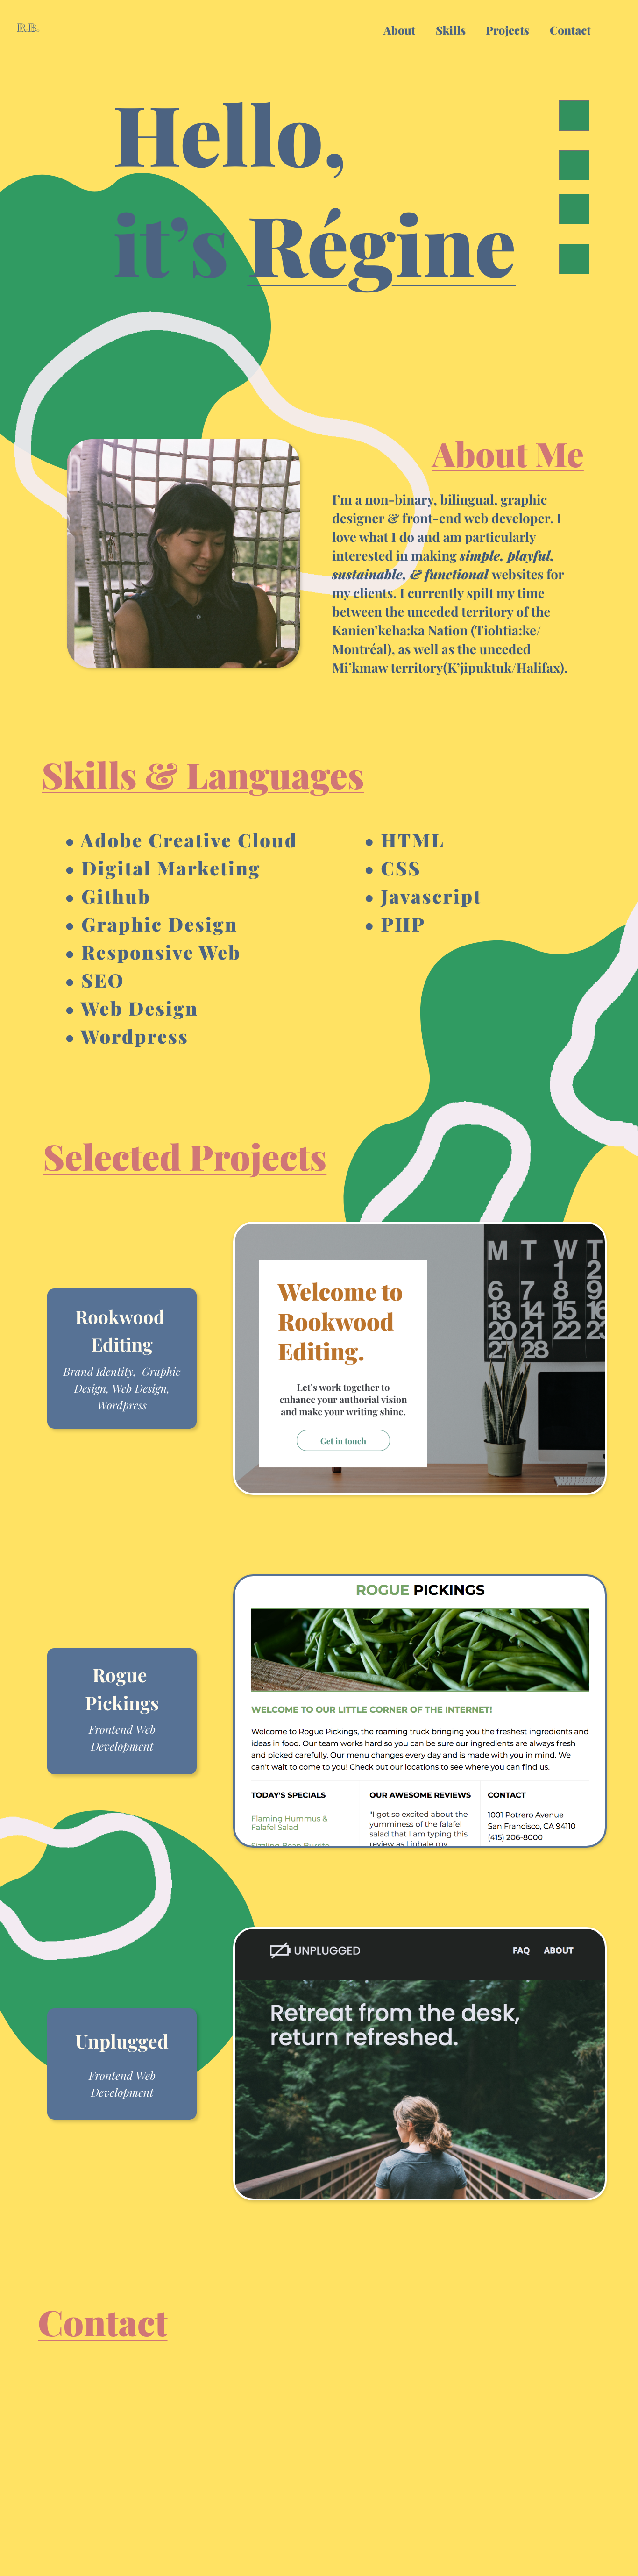 B.B.
About Skills Projects Contact
Hello,
it's Régine
About Me
I'm a non-binary, bilingual, graphic
designer & front-end web developer. I
love what I do and am particularly
interested in making simple, playful,
sustainable, & functional websites for
my clients. I currently spilt my time
between the unceded territory of the
Kanien'keha:ka Nation (Tiohtia:ke/
Montréal), as well as the unceded
Mi'kmaw territory(K'jipuktuk/Halifax).
Skills & Languages
• Adobe Creative Cloud
• Digital Marketing
• Github
• Graphic Design
• Responsive Web
• SEO
• Web Design
• Wordpress
• HTML
• CSS
• Javascript
• PHP
Selected Projects
Rookwood
Editing
Brand Identity, Graphic
Design, Web Design,
Wordpress
Welcome to
Rookwood
Editing.
Let's work together to
enhance your authorial vision
and make your writing shine.
Get in touch
M T W T
1 2
6 7 8 9
13 14 15 16
20 21 22 23
27 28
Rogue
Pickings
Frontend Web
Development
ROGUE PICKINGS
WELCOME TO OUR LITTLE CORNER OF THE INTERNET!
Welcome to Rogue Pickings, the roaming truck bringing you the freshest ingredients and
ideas in food. Our team works hard so you can be sure our ingredients are always fresh
and picked carefully. Our menu changes every day and is made with you in mind. We
can't wait to welcome to you! Check out our locations to see where you can find us.
TODAY'S SPECIALS
Flaming Hummus &
Falafel Salad
Sizzling Bean Burrito
OUR AWESOME REVIEWS
"I got so excited about the
yumminess of the falafel
salad that I am typing this
review as I inhale my
CONTACT
1001 Potrero Avenue
San Francisco, CA 94110
(415) 206-8000
Unplugged
Frontend Web
Development
UNPLUGGED
FAQ ABOUT
Retreat from the desk,
return refreshed.
Contact